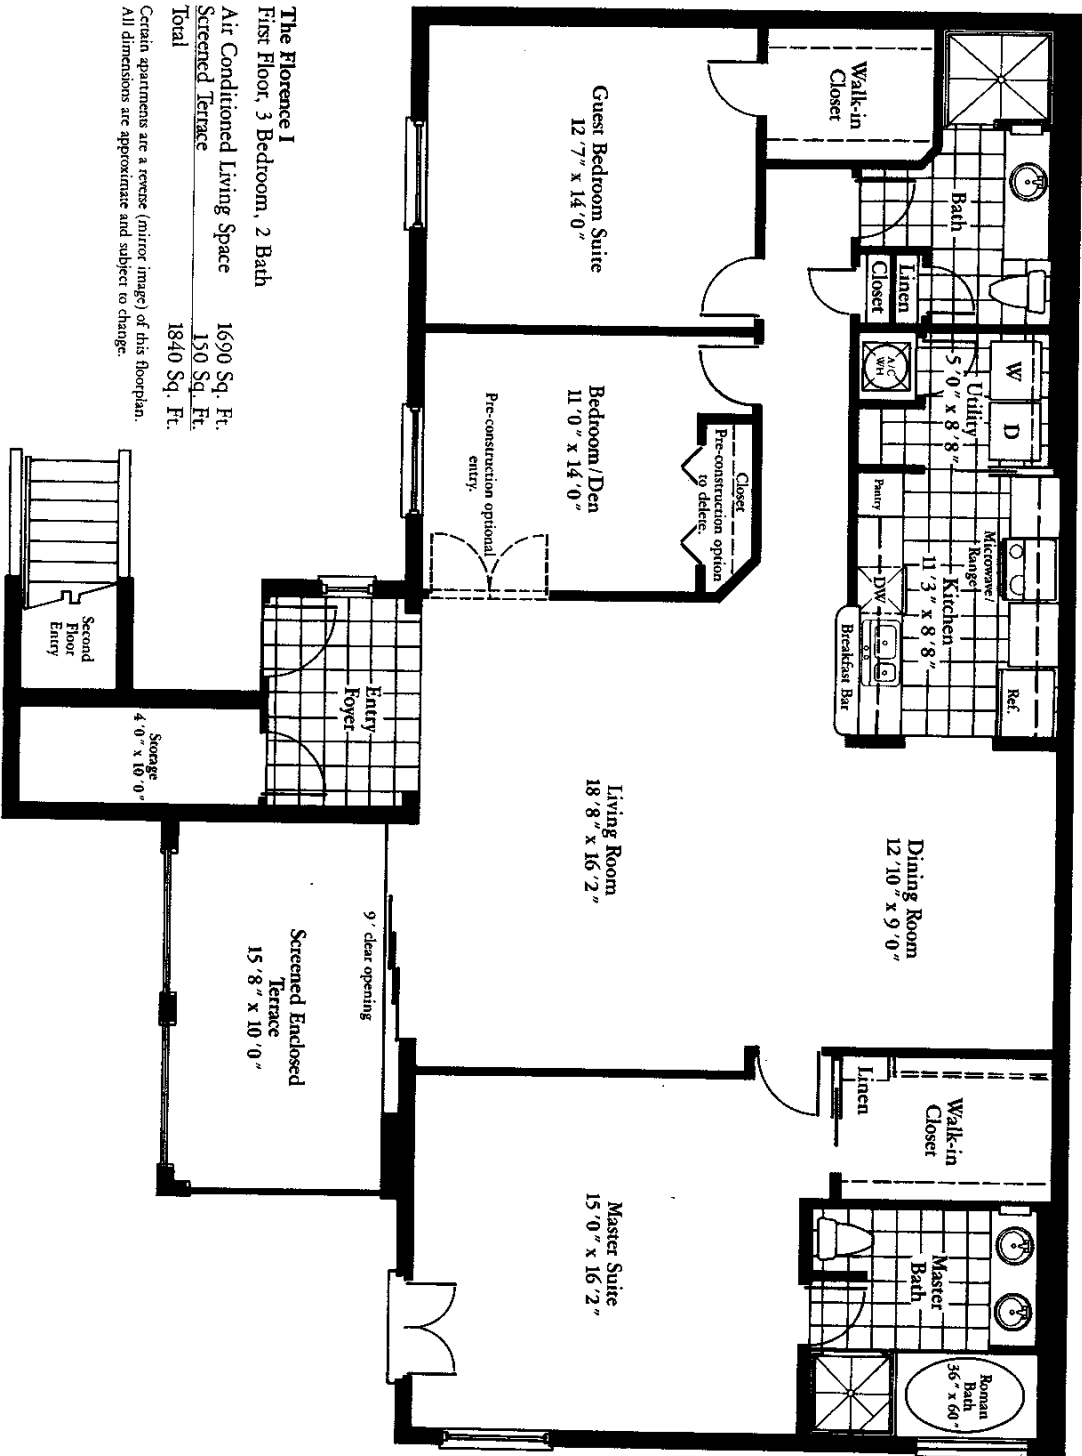 Walk-in
Closet
Bath
Linen
Closet
A/C
WH
W
D
Utility
5'0" x 8'8"
Pantry
Microwave/
Range
Kitchen
11'3" x 8'8"
DW
Ref.
Breakfast Bar
Dining Room
12'10" x 9'0"
Linen
Walk-in
Closet
Master
Bath
Roman
Bath
36" x 60"
Guest Bedroom Suite
12'7" x 14'0"
Closet
Pre-construction option
to delete.
Bedroom/Den
11'0" x 14'0"
Pre-construction optional
entry.
Living Room
18'8" x 16'2"
Master Suite
15'0" x 16'2"
Entry
Foyer
9' clear opening
Screened Enclosed
Terrace
15'8" x 10'0"
Storage
4'0" x 10'0"
Second
Floor
Entry
The Florence I
First Floor, 3 Bedroom, 2 Bath
Air Conditioned Living Space 1690 Sq. Ft.
Screened Terrace 150 Sq. Ft.
Total 1840 Sq. Ft.
Certain apartments are a reverse (mirror image) of this floorplan.
All dimensions are approximate and subject to change.